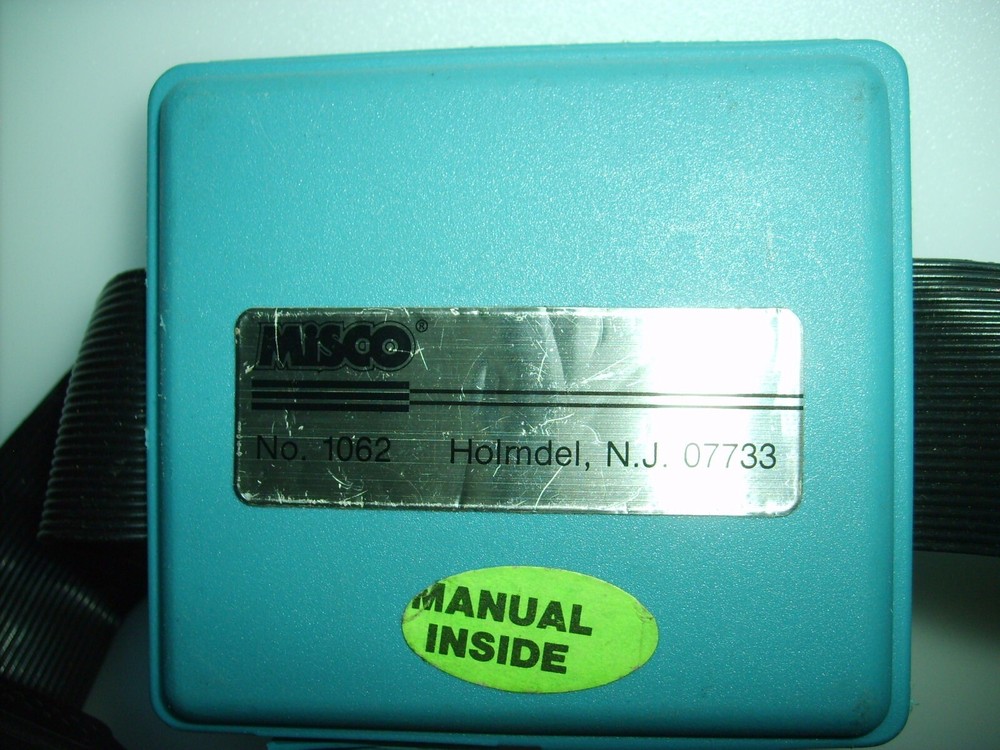 MISCO®
No. 1062 Holmdel, N.J. 07733
MANUAL
INSIDE